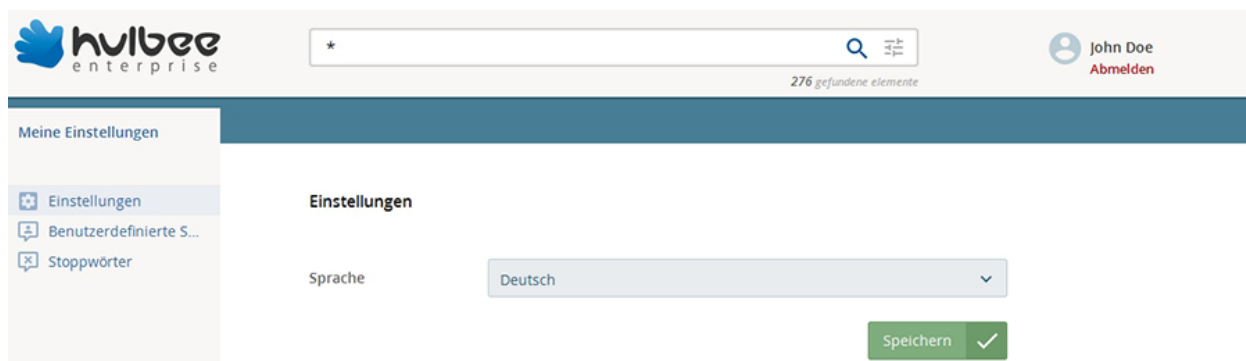 hulbee
enterprise
*
276 gefundene elemente
John Doe
Abmelden
Meine Einstellungen
Einstellungen
Benutzerdefinierte S...
Stoppwörter
Einstellungen
Sprache
Deutsch
Speichern